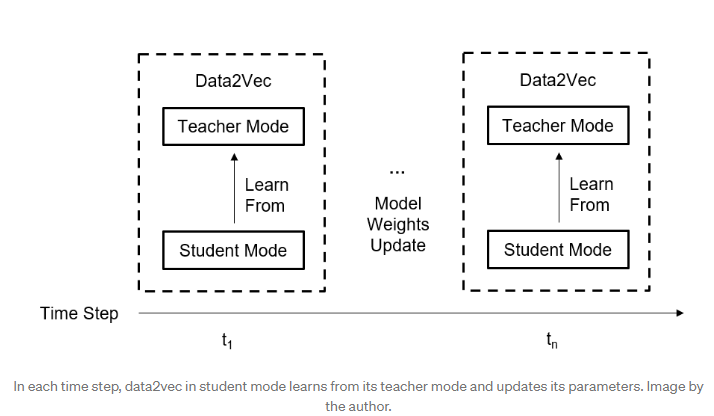 Data2Vec
Teacher Mode
Learn
From
Student Mode
...
Model
Weights
Update
Data2Vec
Teacher Mode
Learn
From
Student Mode
Time Step
t1
tn
In each time step, data2vec in student mode learns from its teacher mode and updates its parameters. Image by
the author.